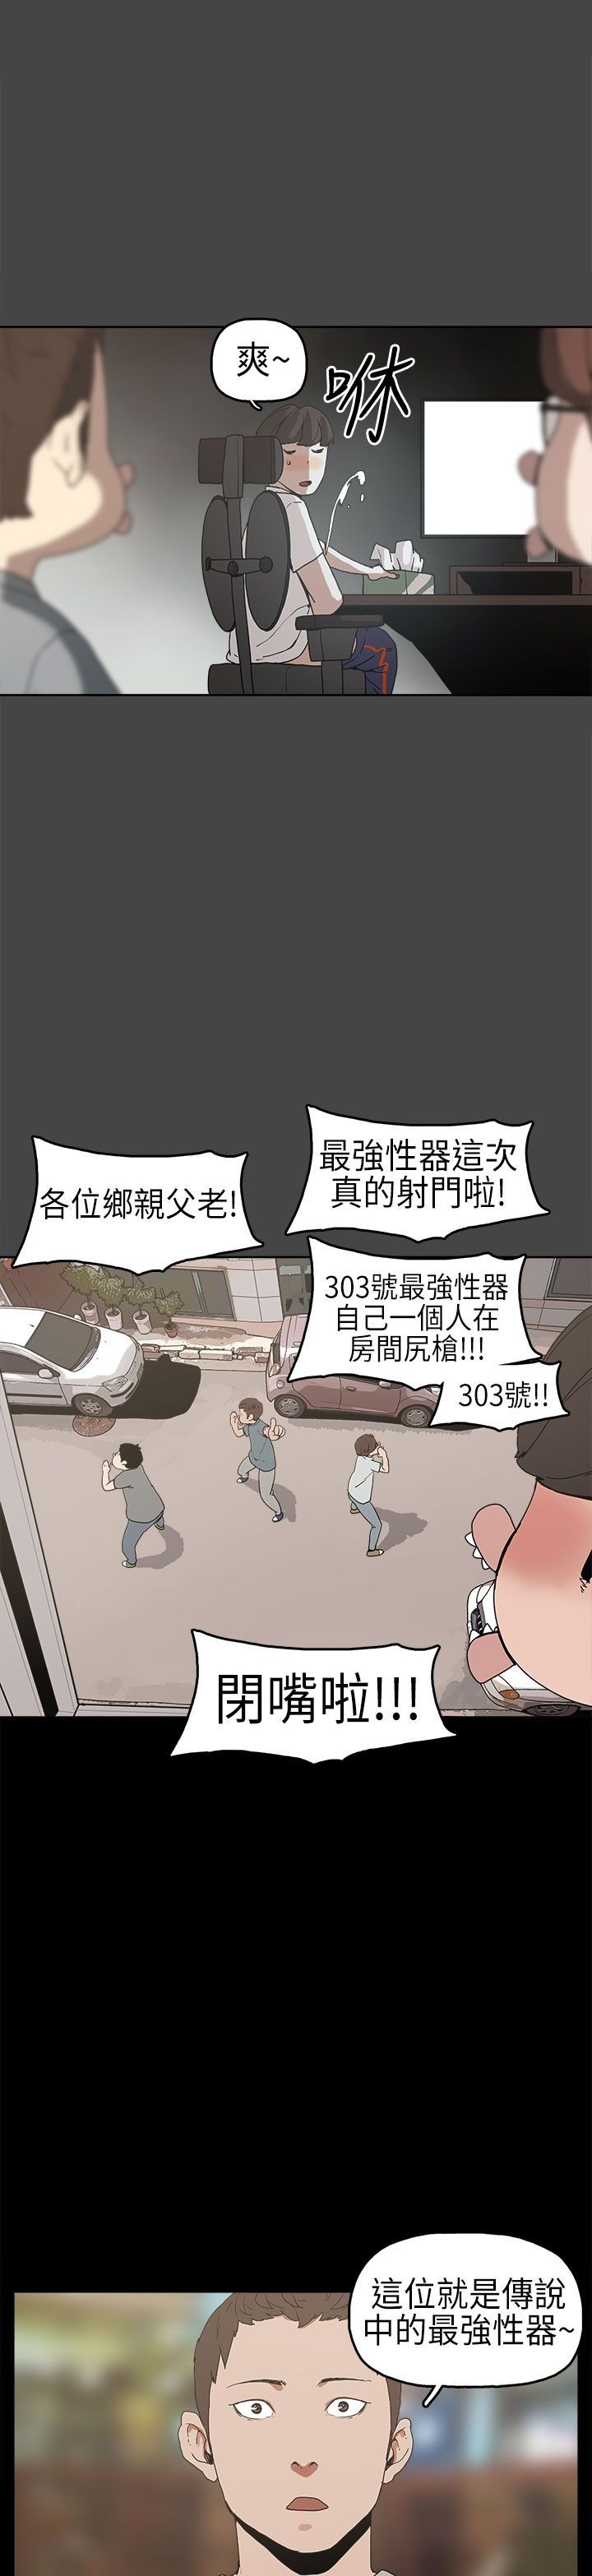 爽~
咻
各位鄉親父老!
最強性器這次
真的射門啦!
303號最強性器
自己一個人在
房間尻槍!!!
303號!!
閉嘴啦!!!
這位就是傳說
中的最強性器~